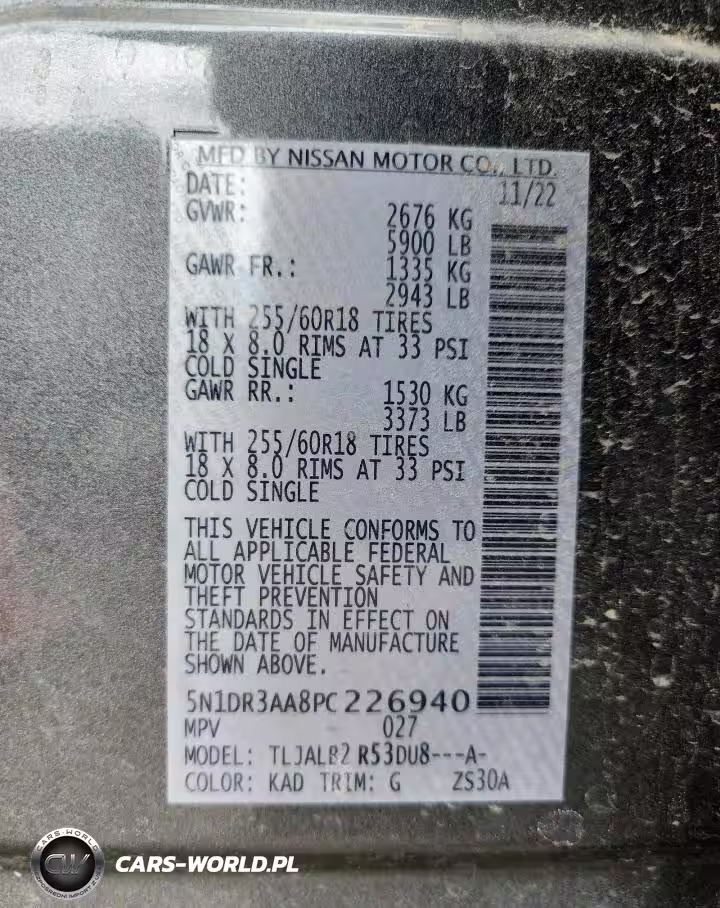 MFD BY NISSAN MOTOR CO., LTD.
DATE: 11/22
GVWR: 2676 KG
5900 LB
GAWR FR.: 1335 KG
2943 LB
WITH 255/60R18 TIRES
18 X 8.0 RIMS AT 33 PSI
COLD SINGLE
GAWR RR.: 1530 KG
3373 LB
WITH 255/60R18 TIRES
18 X 8.0 RIMS AT 33 PSI
COLD SINGLE
THIS VEHICLE CONFORMS TO
ALL APPLICABLE FEDERAL
MOTOR VEHICLE SAFETY AND
THEFT PREVENTION
STANDARDS IN EFFECT ON
THE DATE OF MANUFACTURE
SHOWN ABOVE.
5N1DR3AA8PC226940
MPV 027
MODEL: TLJALB2 R53DU8---A-
COLOR: KAD TRIM: G ZS30A
CARS-WORLD
CW
CARS-WORLD.PL